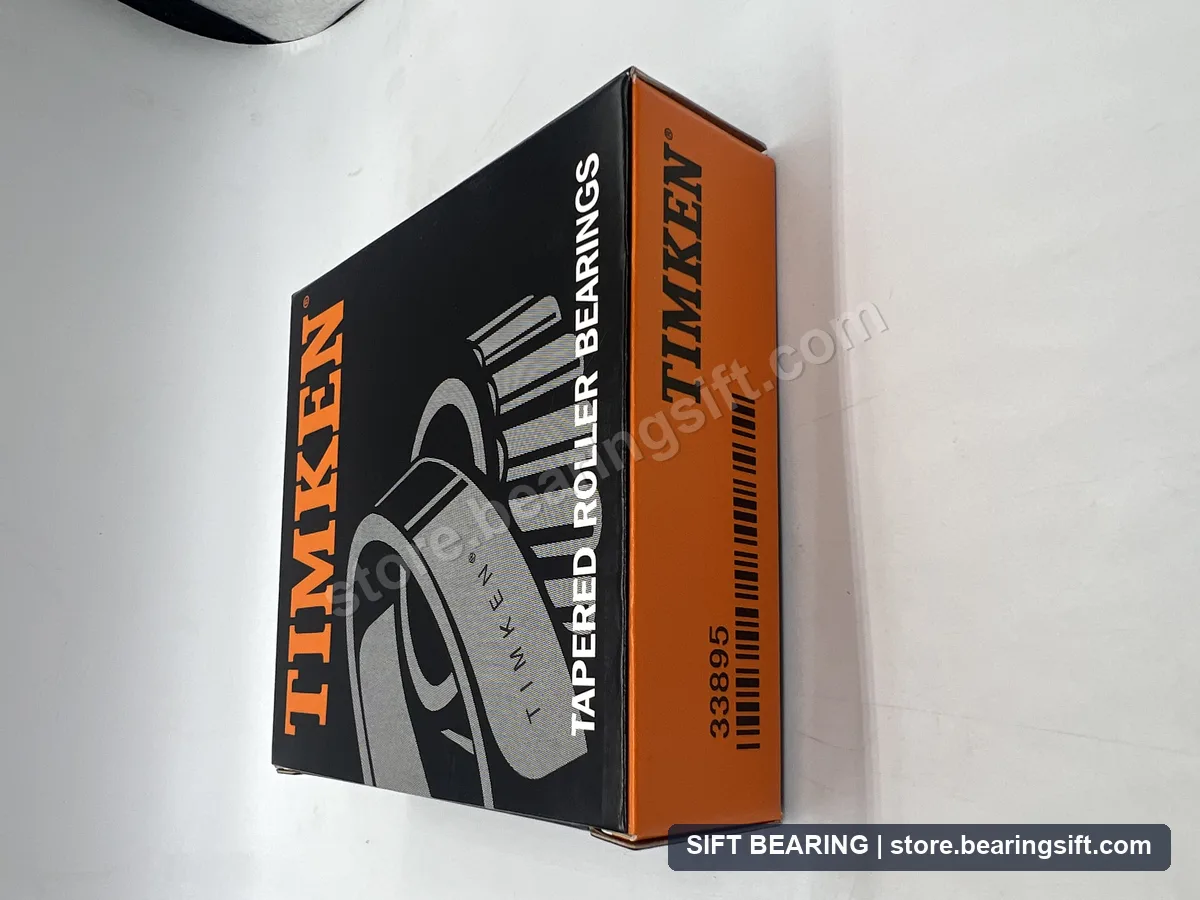 TIMKEN®
TIMKEN®
TAPERED ROLLER BEARINGS
TIMKEN®
33895
store.bearingsift.com
SIFT BEARING | store.bearingsift.com